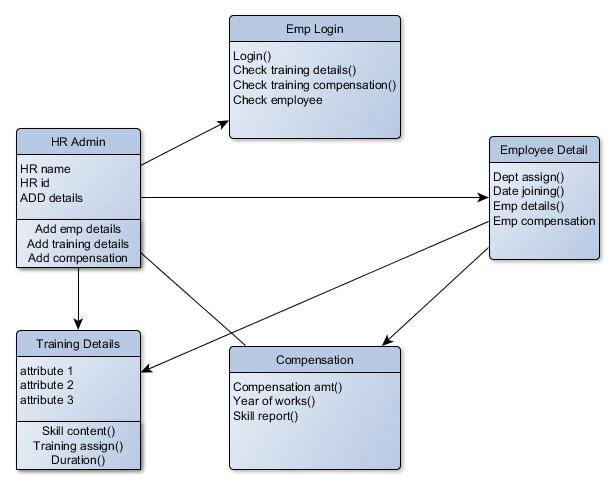 Emp Login
Login()
Check training details()
Check training compensation()
Check employee
HR Admin
HR name
HR id
ADD details
Add emp details
Add training details
Add compensation
Employee Detail
Dept assign()
Date joining()
Emp details()
Emp compensation
Training Details
attribute 1
attribute 2
attribute 3
Skill content()
Training assign()
Duration()
Compensation
Compensation amt()
Year of works()
Skill report()